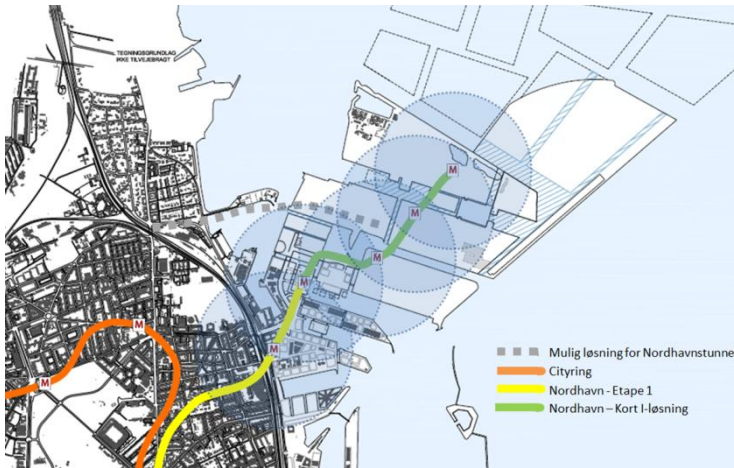 TEGNINGSGRUNDLAG
IKKE TILVEJEBRAGT
M
M
M
M
M
M
M
Mulig løsning for Nordhavnstunne
Cityring
Nordhavn - Etape 1
Nordhavn – Kort I-løsning